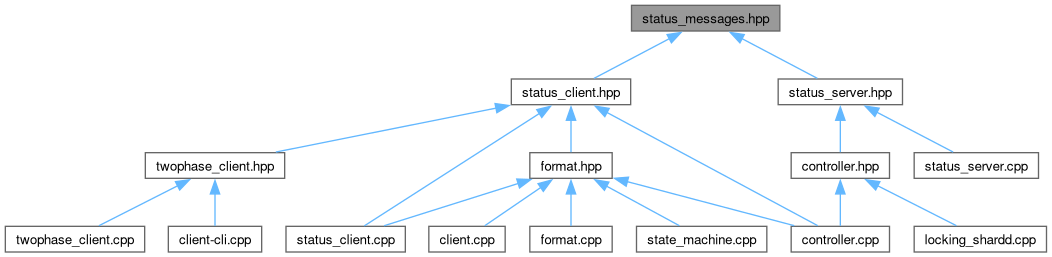 status_messages.hpp
status_client.hpp
status_server.hpp
twophase_client.hpp
format.hpp
controller.hpp
status_server.cpp
twophase_client.cpp
client-cli.cpp
status_client.cpp
client.cpp
format.cpp
state_machine.cpp
controller.cpp
locking_shardd.cpp